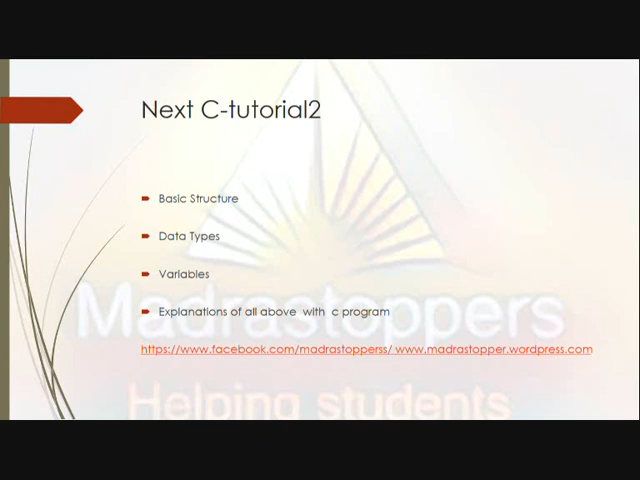 Next C-tutorial2
Basic Structure
Data Types
Variables
Explanations of all above with c program
Madrastoppers
https://www.facebook.com/madrastopperss/ www.madrastopper.wordpress.com
Helping students